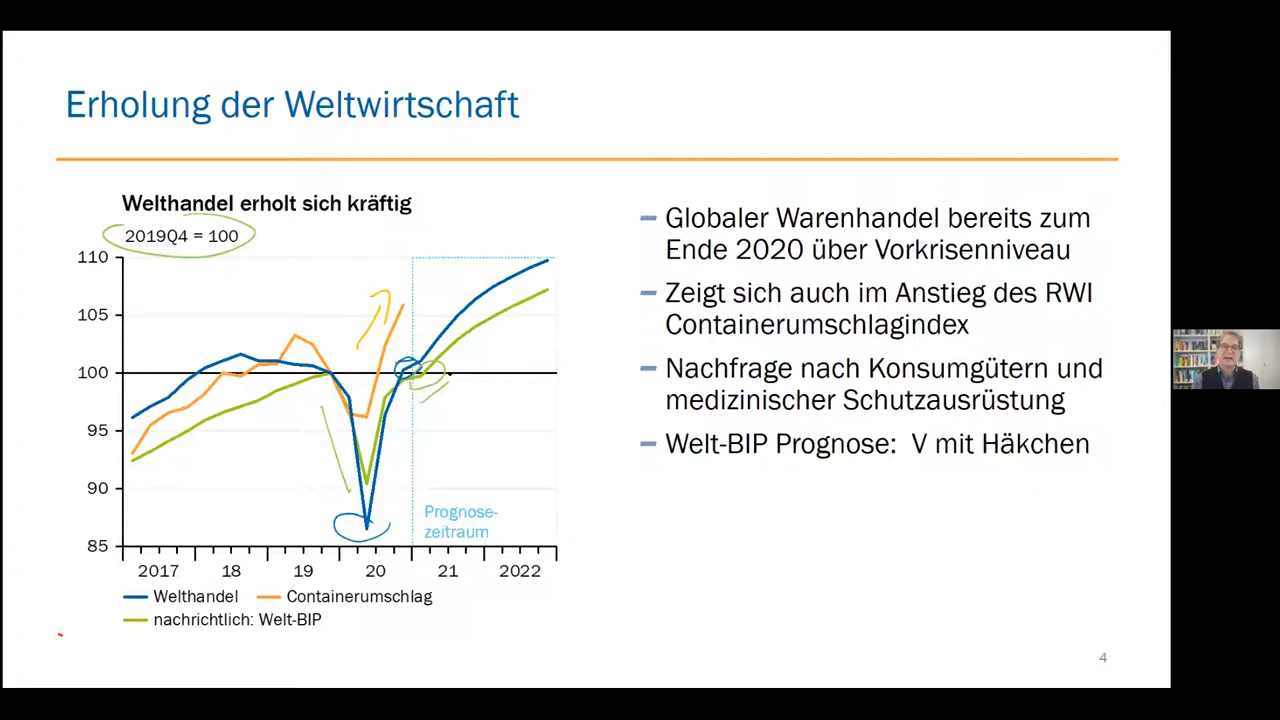 Erholung der Weltwirtschaft
Welthandel erholt sich kräftig
2019Q4 = 100
110
105
100
95
90
85
Prognose-
zeitraum
2017 18 19 20 21 2022
Welthandel Containerumschlag
nachrichtlich: Welt-BIP
– Globaler Warenhandel bereits zum
Ende 2020 über Vorkrisenniveau
– Zeigt sich auch im Anstieg des RWI
Containerumschlagindex
– Nachfrage nach Konsumgütern und
medizinischer Schutzausrüstung
– Welt-BIP Prognose: V mit Häkchen
4